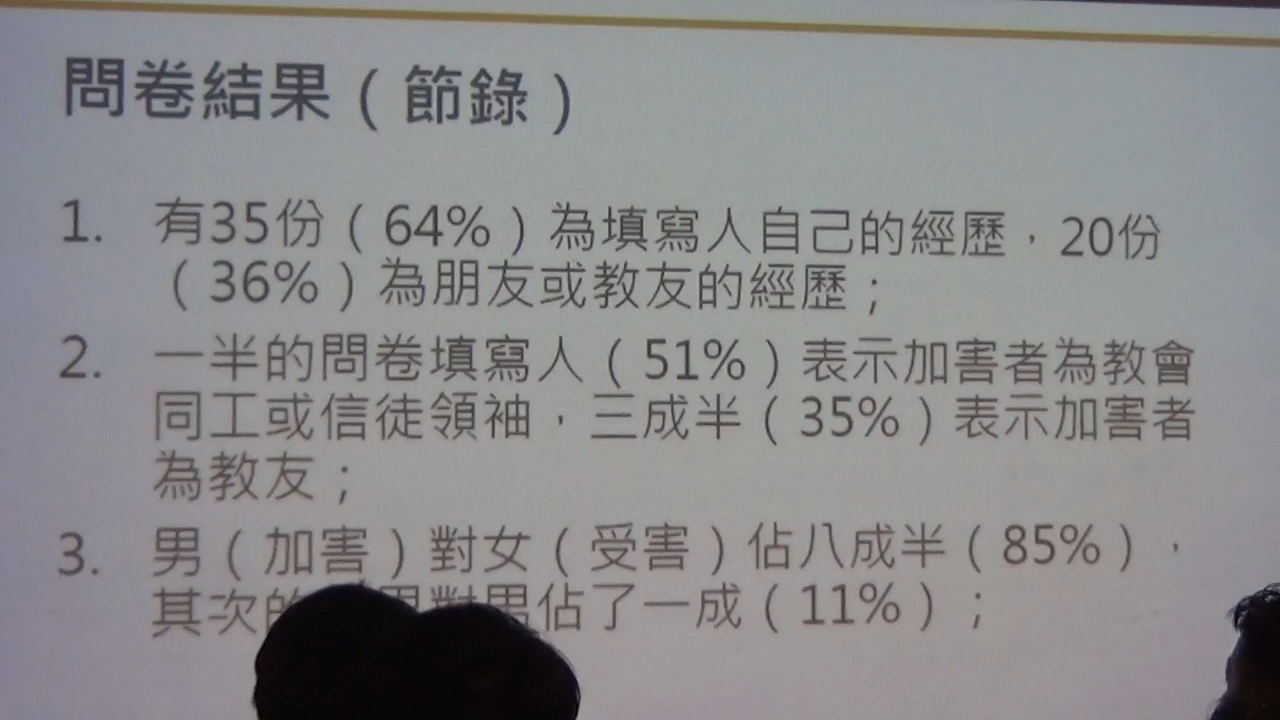 問卷結果（節錄）
1. 有35份（64%）為填寫人自己的經歷，20份
（36%）為朋友或教友的經歷；
2. 一半的問卷填寫人（51%）表示加害者為教會
同工或信徒領袖，三成半（35%）表示加害者
為教友；
3. 男（加害）對女（受害）佔八成半（85%），
其次的 男對男佔了一成（11%）；